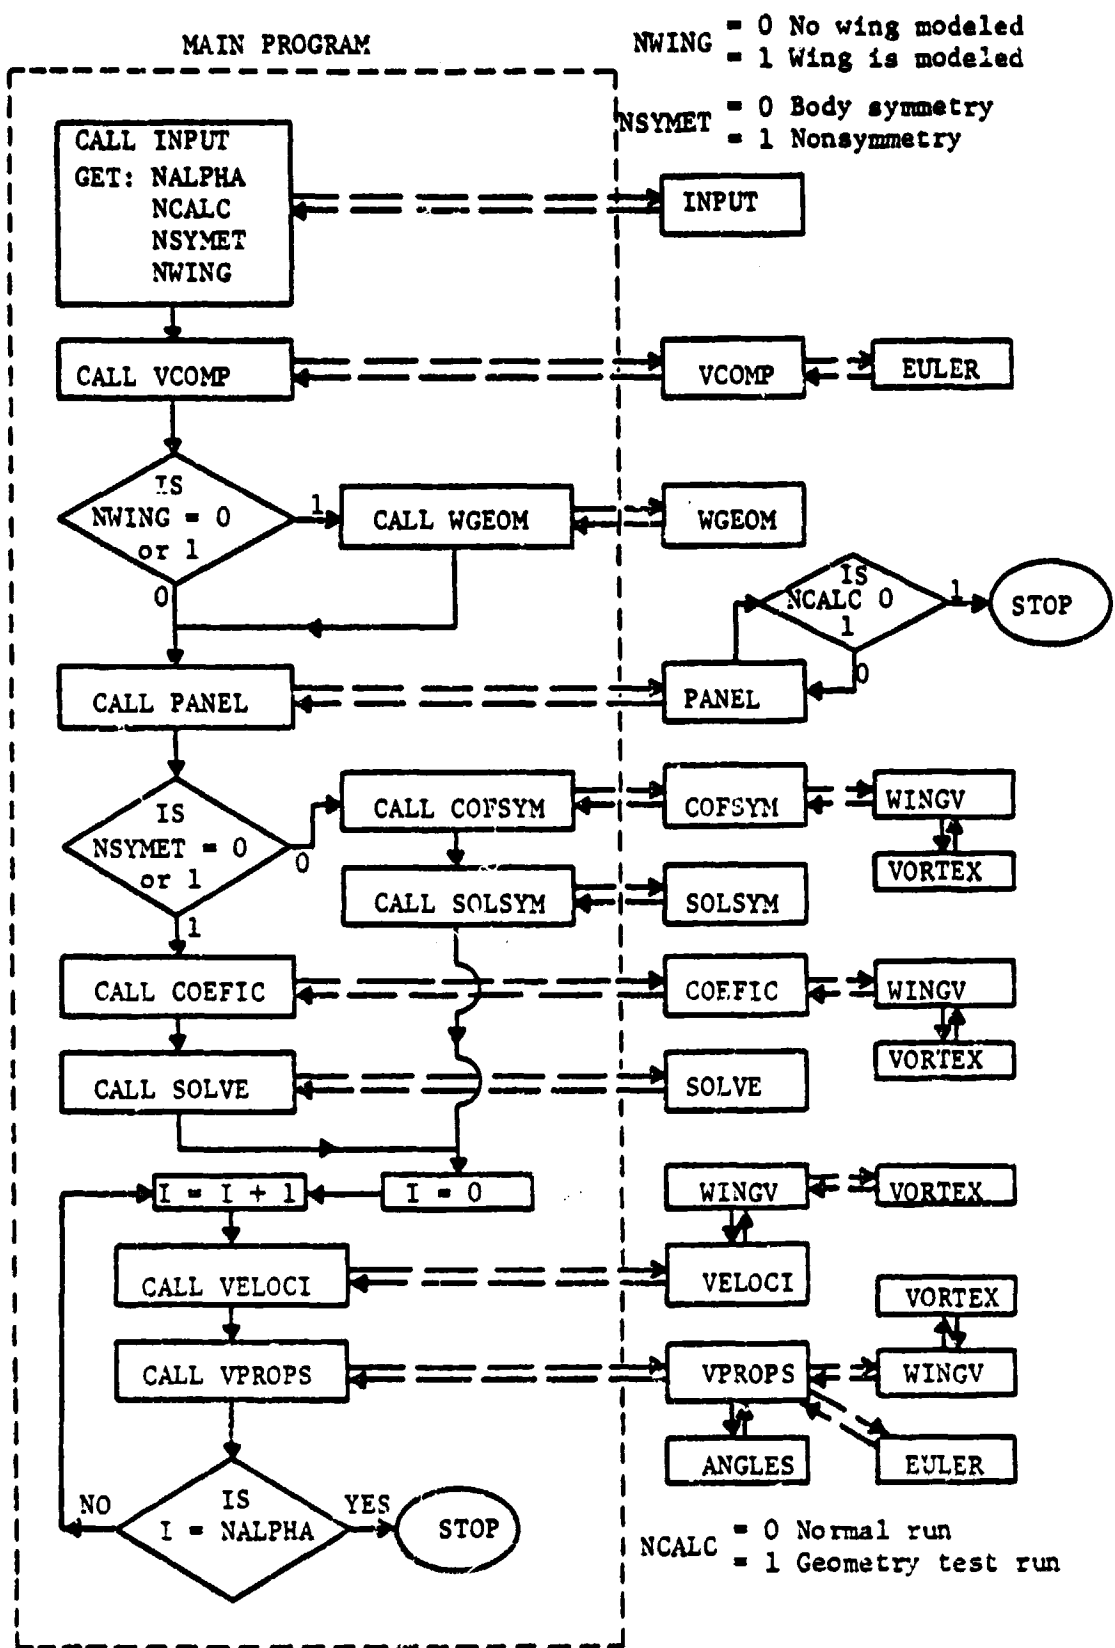 MAIN PROGRAM
NWING = 0 No wing modeled
= 1 Wing is modeled
NSYMET = 0 Body symmetry
= 1 Nonsymmetry
CALL INPUT
GET: NALPHA
NCALC
NSYMET
NWING
INPUT
CALL VCOMP
VCOMP
EULER
IS
NWING = 0
or 1
1
0
CALL WGEOM
WGEOM
IS
NCALC 0
1
1
0
STOP
CALL PANEL
PANEL
IS
NSYMET = 0
or 1
0
1
CALL COFSYM
COFSYM
WINGV
VORTEX
CALL SOLSYM
SOLSYM
CALL COEFIC
COEFIC
WINGV
VORTEX
CALL SOLVE
SOLVE
I = I + 1
I = 0
WINGV
VORTEX
CALL VELOCI
VELOCI
VORTEX
CALL VPROPS
VPROPS
WINGV
ANGLES
EULER
IS
I = NALPHA
NO
YES
STOP
NCALC = 0 Normal run
= 1 Geometry test run